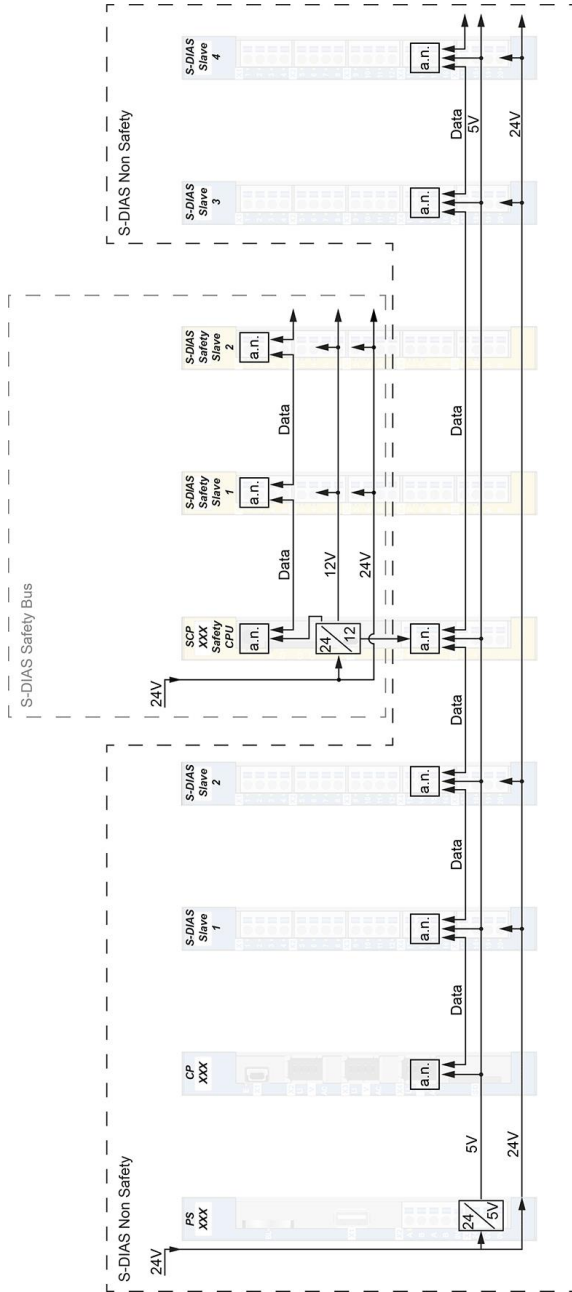 S-DIAS Non Safety
24V
PS
XXX
24
5V
5V
24V
CP
XXX
a.n.
Data
S-DIAS
Slave
1
a.n.
Data
S-DIAS
Slave
2
a.n.
Data
S-DIAS Safety Bus
24V
SCP
XXX
Safety
CPU
a.n.
24
12
a.n.
Data
12V
24V
S-DIAS
Safety
Slave
1
a.n.
Data
S-DIAS
Safety
Slave
2
a.n.
Data
S-DIAS Non Safety
S-DIAS
Slave
3
a.n.
Data
5V
24V
S-DIAS
Slave
4
a.n.